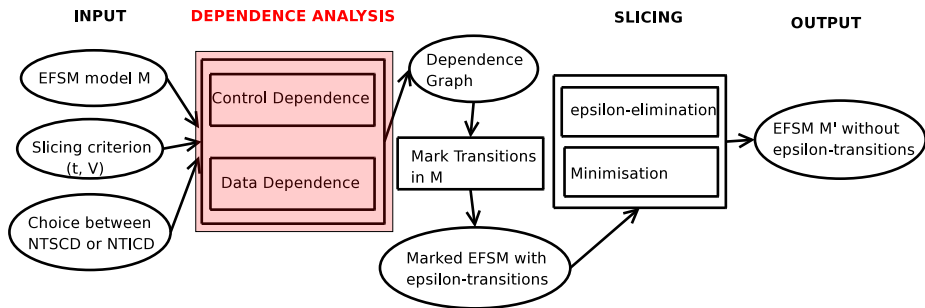 INPUT
DEPENDENCE ANALYSIS
SLICING
OUTPUT
EFSM model M
Slicing criterion
(t, V)
Choice between
NTSCD or NTICD
Control Dependence
Data Dependence
Dependence
Graph
Mark Transitions
in M
Marked EFSM with
epsilon-transitions
epsilon-elimination
Minimisation
EFSM M' without
epsilon-transitions